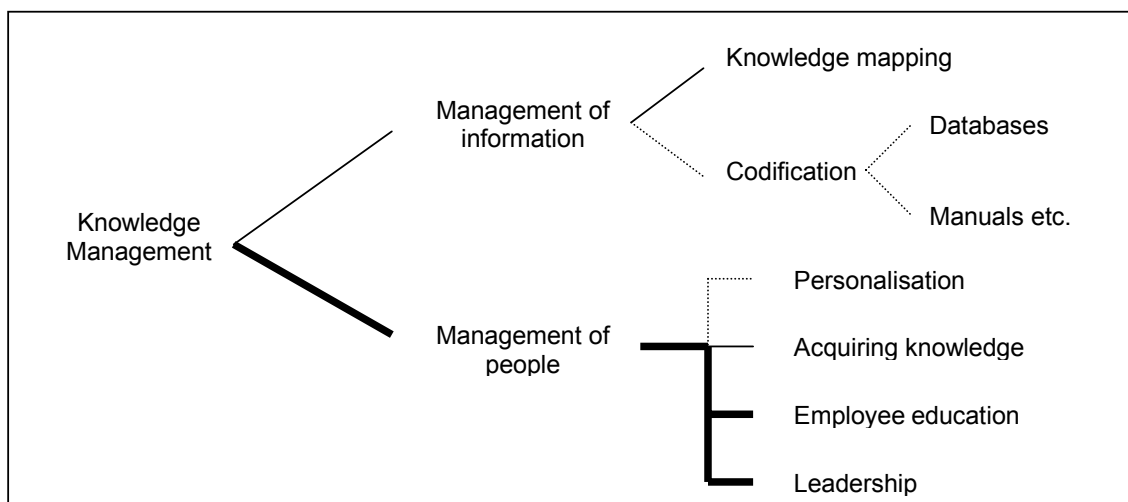 Knowledge
Management
Management of
information
Knowledge mapping
Codification
Databases
Manuals etc.
Management of
people
Personalisation
Acquiring knowledge
Employee education
Leadership